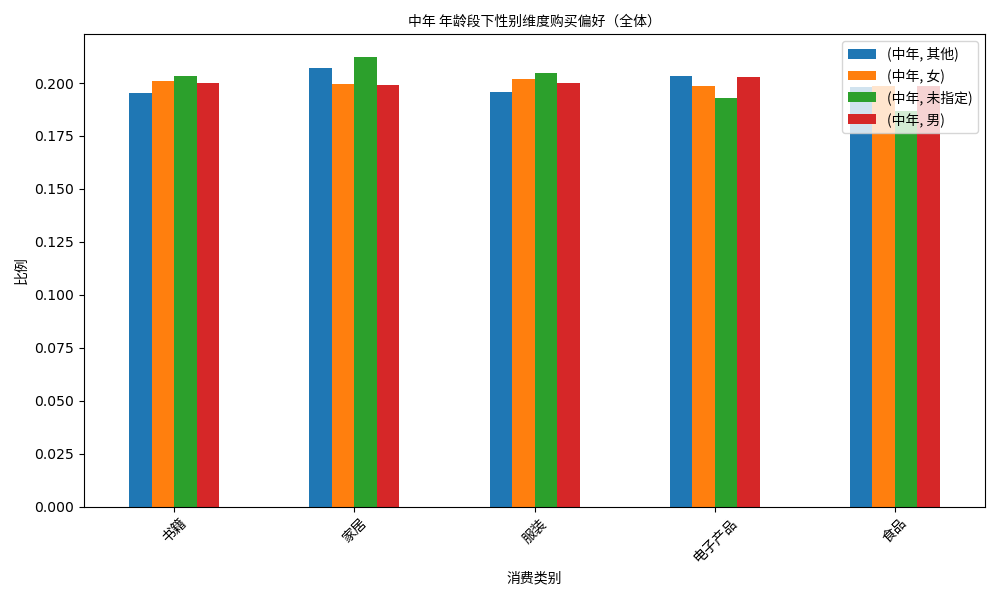 中年 年龄段下性别维度购买偏好（全体）
(中年, 其他)
(中年, 女)
(中年, 未指定)
(中年, 男)
比例
0.200
0.175
0.150
0.125
0.100
0.075
0.050
0.025
0.000
书籍
家居
服装
电子产品
食品
消费类别